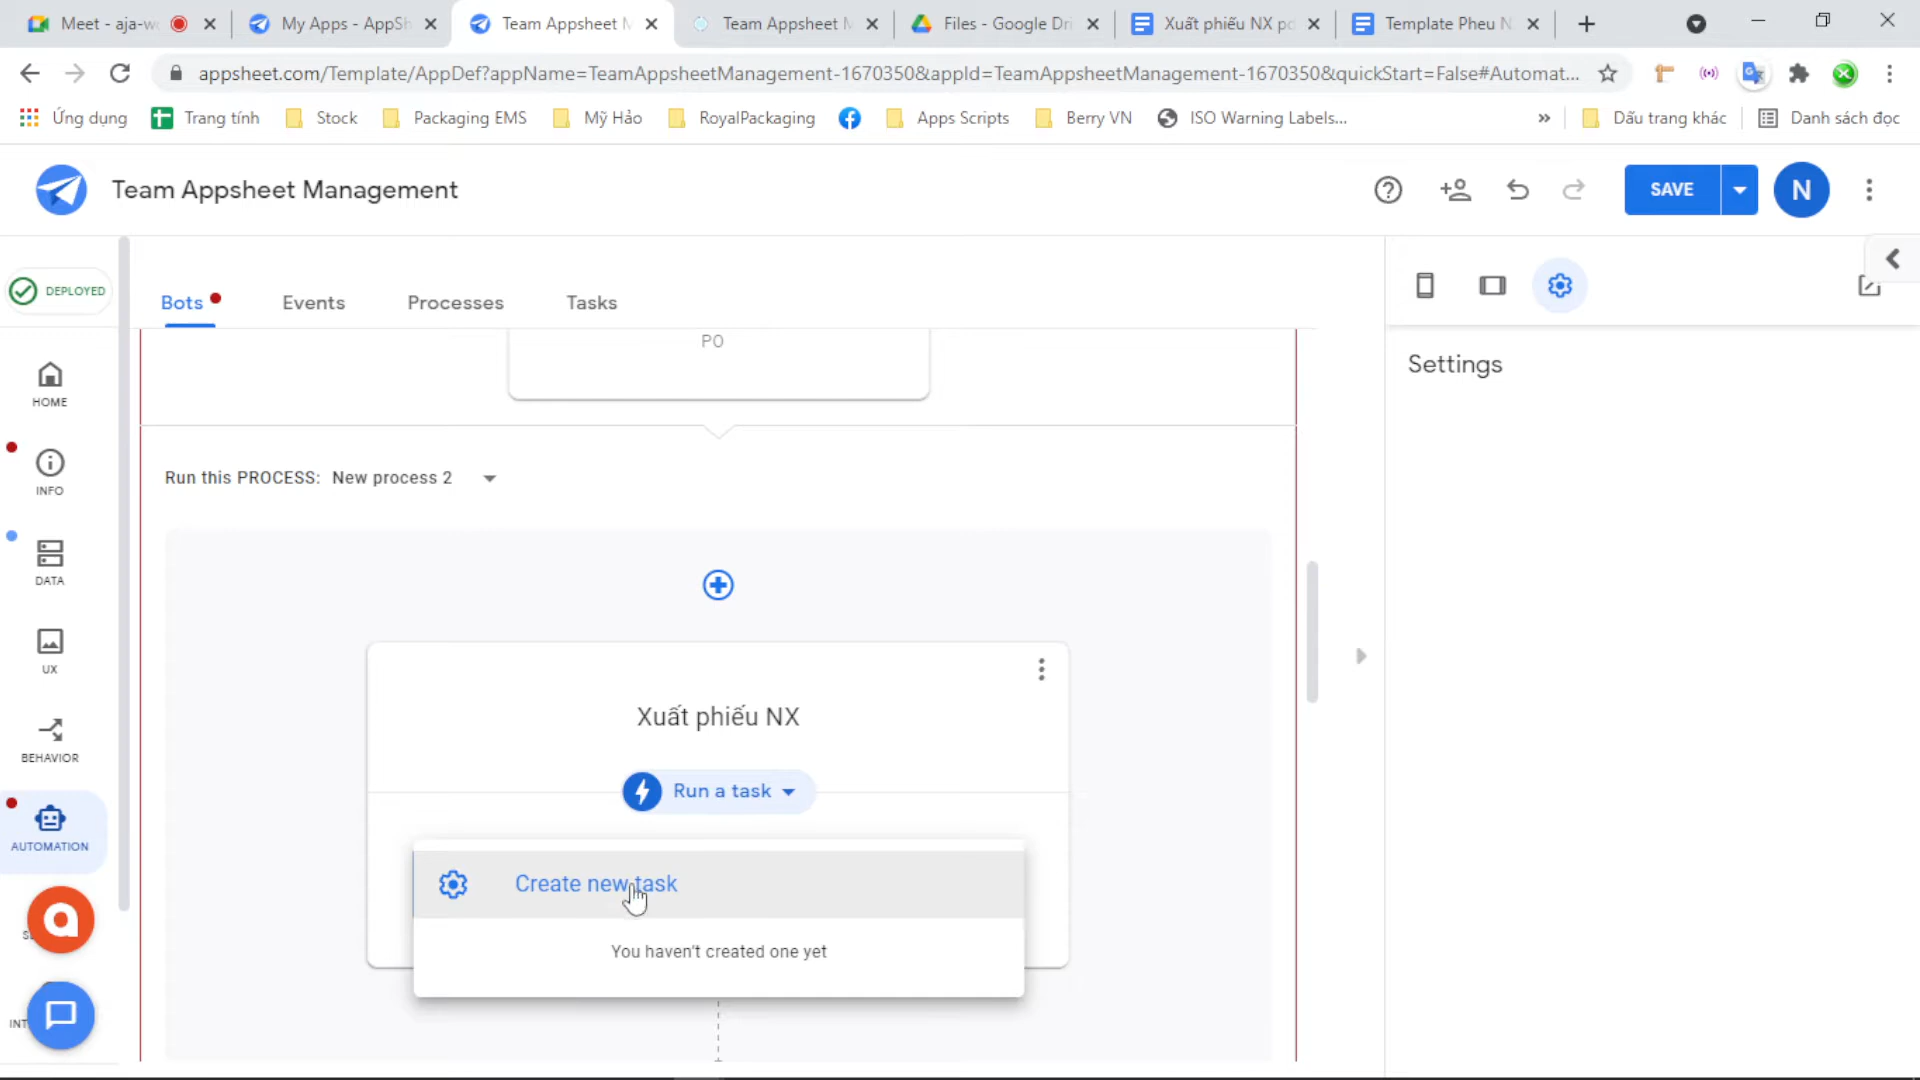 Meet - aja-w
My Apps - AppSh
Team Appsheet M
Team Appsheet M
Files - Google Dri
Xuất phiếu NX pd
Template Pheu N
appsheet.com/Template/AppDef?appName=TeamAppsheetManagement-1670350&appId=TeamAppsheetManagement-1670350&quickStart=False#Automat...
Ứng dụng
Trang tính
Stock
Packaging EMS
Mỹ Hảo
RoyalPackaging
Apps Scripts
Berry VN
ISO Warning Labels...
»
Dấu trang khác
Danh sách đọc
Team Appsheet Management
SAVE
N
DEPLOYED
Bots
Events
Processes
Tasks
Settings
PO
HOME
INFO
DATA
UX
BEHAVIOR
AUTOMATION
Run this PROCESS: New process 2
Xuất phiếu NX
Run a task
Create new task
You haven't created one yet
INT